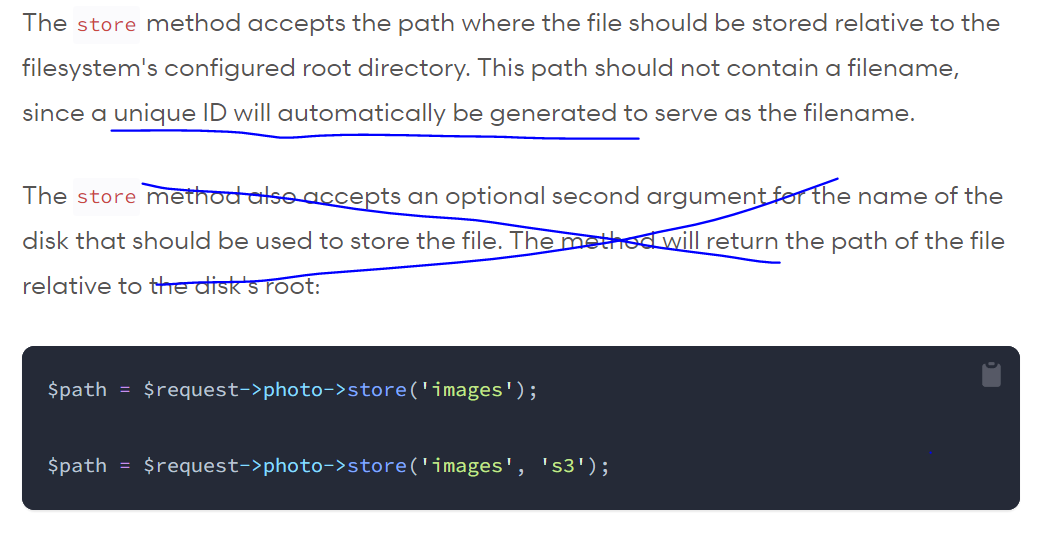 The store method accepts the path where the file should be stored relative to the
filesystem's configured root directory. This path should not contain a filename,
since a unique ID will automatically be generated to serve as the filename.
The store method also accepts an optional second argument for the name of the
disk that should be used to store the file. The method will return the path of the file
relative to the disk's root:
$path = $request->photo->store('images');
$path = $request->photo->store('images', 's3');